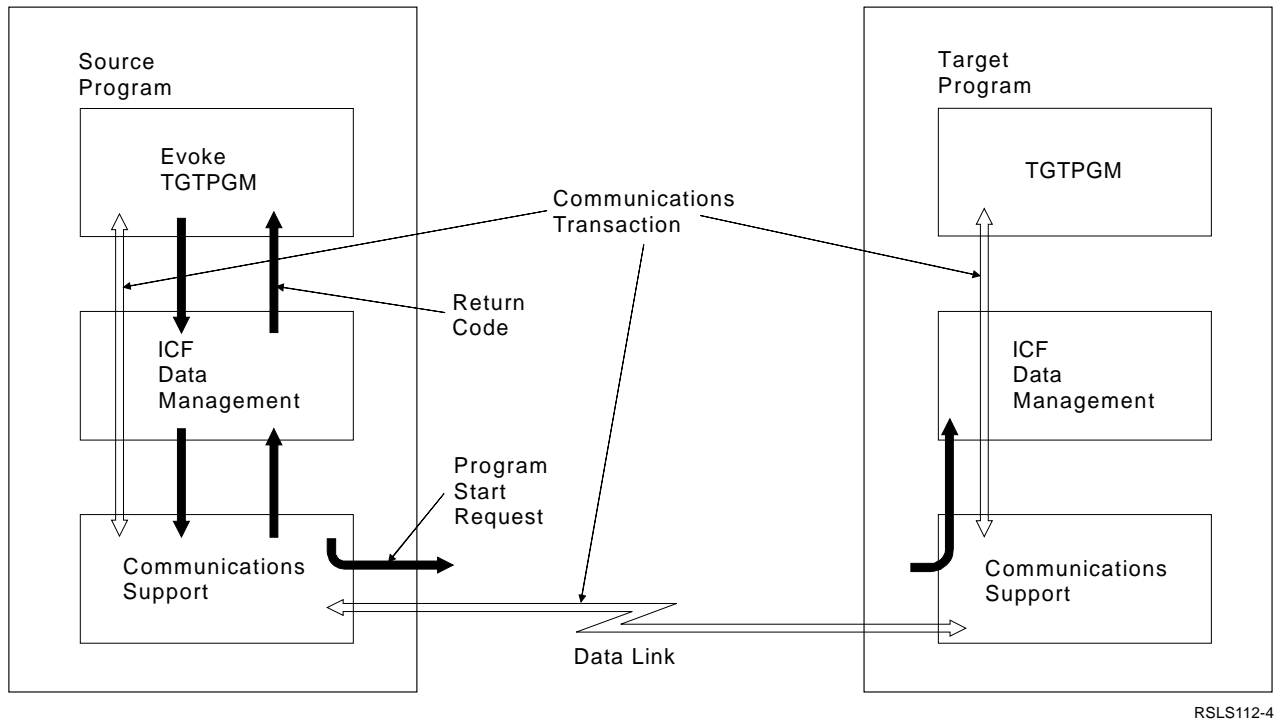 Source
Program
Evoke
TGTPGM
ICF
Data
Management
Communications
Support
Communications
Transaction
Return
Code
Program
Start
Request
Data Link
Target
Program
TGTPGM
ICF
Data
Management
Communications
Support
RSLS112-4